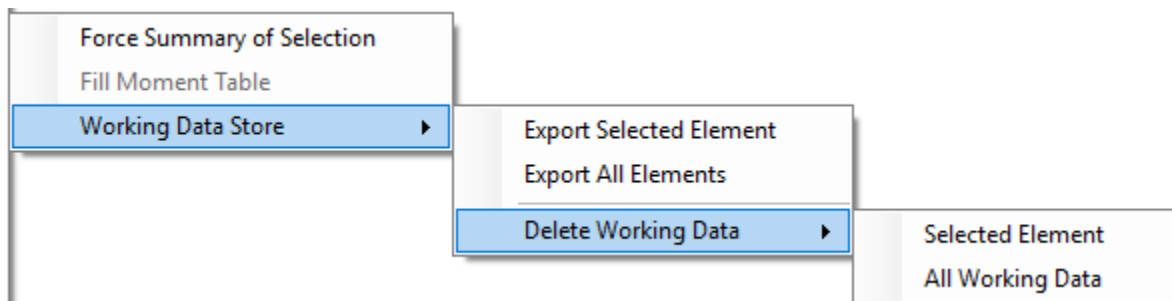 Force Summary of Selection
Fill Moment Table
Working Data Store
Export Selected Element
Export All Elements
Delete Working Data
Selected Element
All Working Data